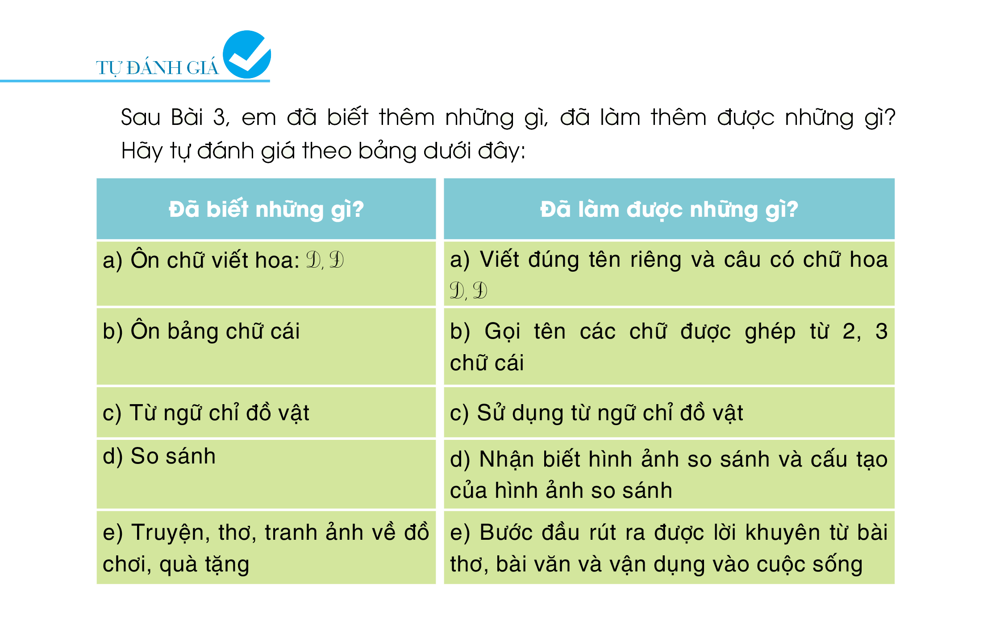 TỰ ĐÁNH GIÁ
Sau Bài 3, em đã biết thêm những gì, đã làm thêm được những gì?
Hãy tự đánh giá theo bảng dưới đây:
Đã biết những gì?
Đã làm được những gì?
a) Ôn chữ viết hoa: D, Đ
a) Viết đúng tên riêng và câu có chữ hoa
D, Đ
b) Ôn bảng chữ cái
b) Gọi tên các chữ được ghép từ 2, 3
chữ cái
c) Từ ngữ chỉ đồ vật
c) Sử dụng từ ngữ chỉ đồ vật
d) So sánh
d) Nhận biết hình ảnh so sánh và cấu tạo
của hình ảnh so sánh
e) Truyện, thơ, tranh ảnh về đồ
chơi, quà tặng
e) Bước đầu rút ra được lời khuyên từ bài
thơ, bài văn và vận dụng vào cuộc sống